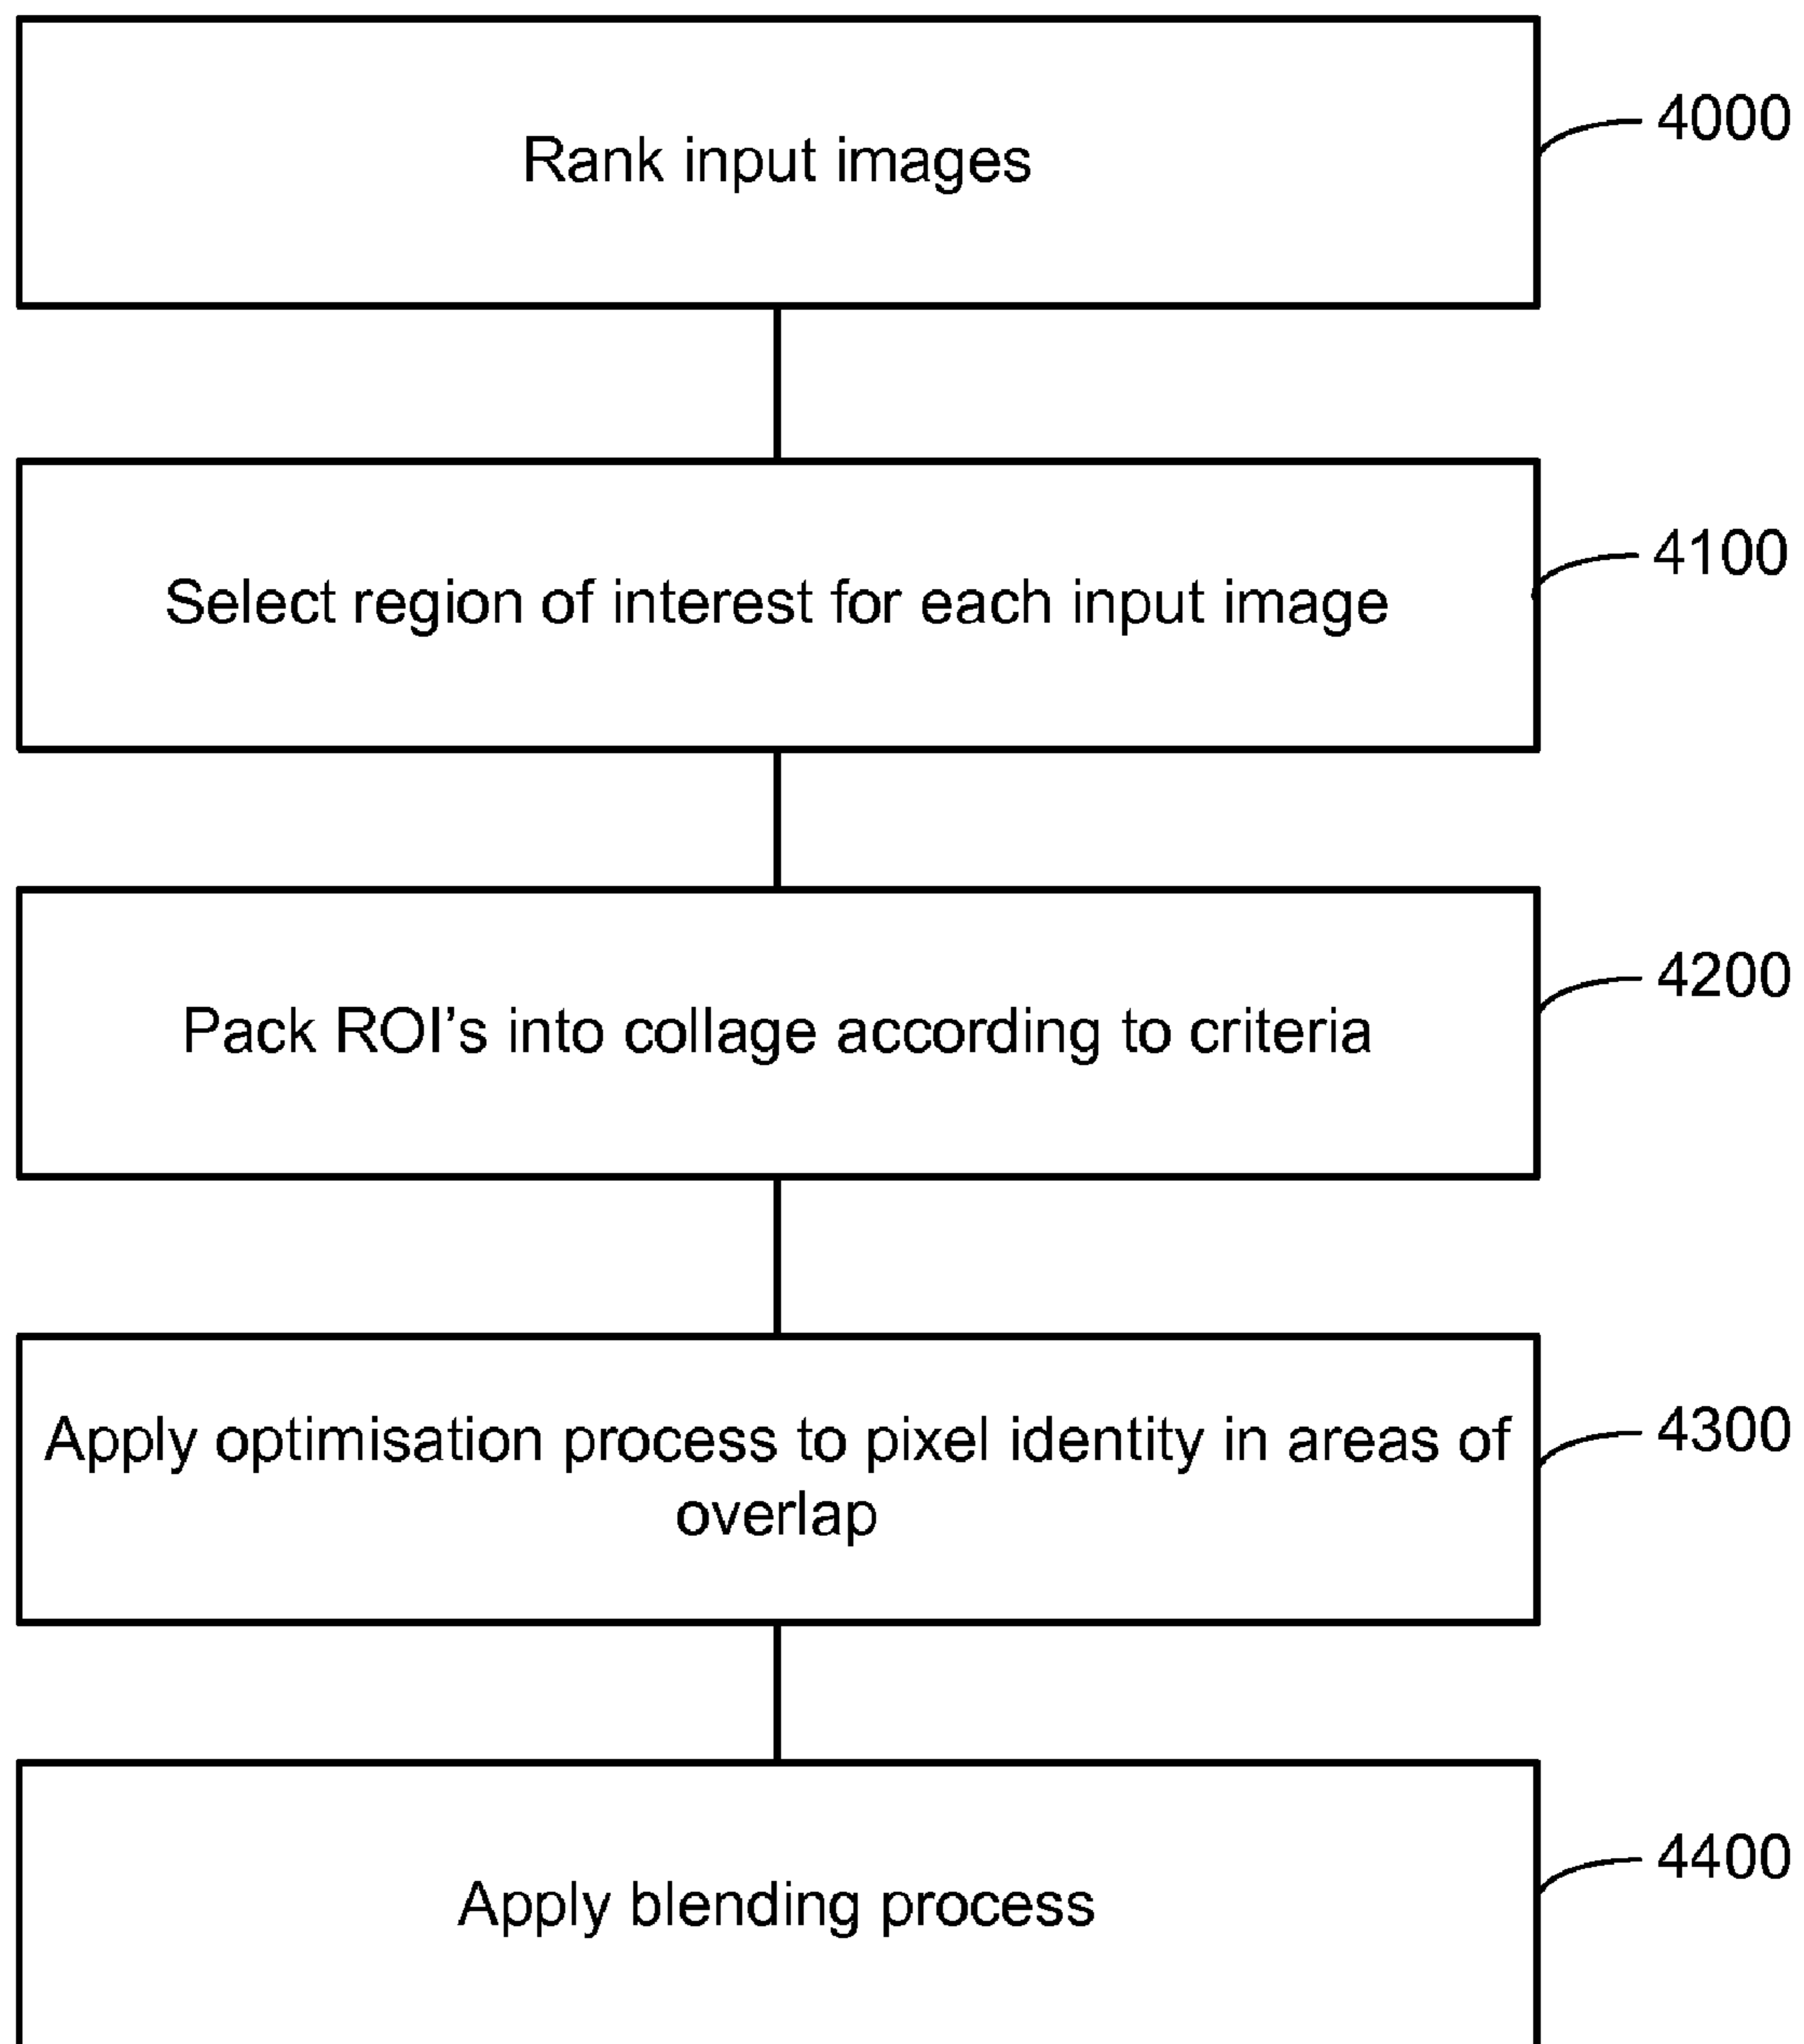 Rank input images
4000
Select region of interest for each input image
4100
Pack ROI's into collage according to criteria
4200
Apply optimisation process to pixel identity in areas of
overlap
4300
Apply blending process
4400